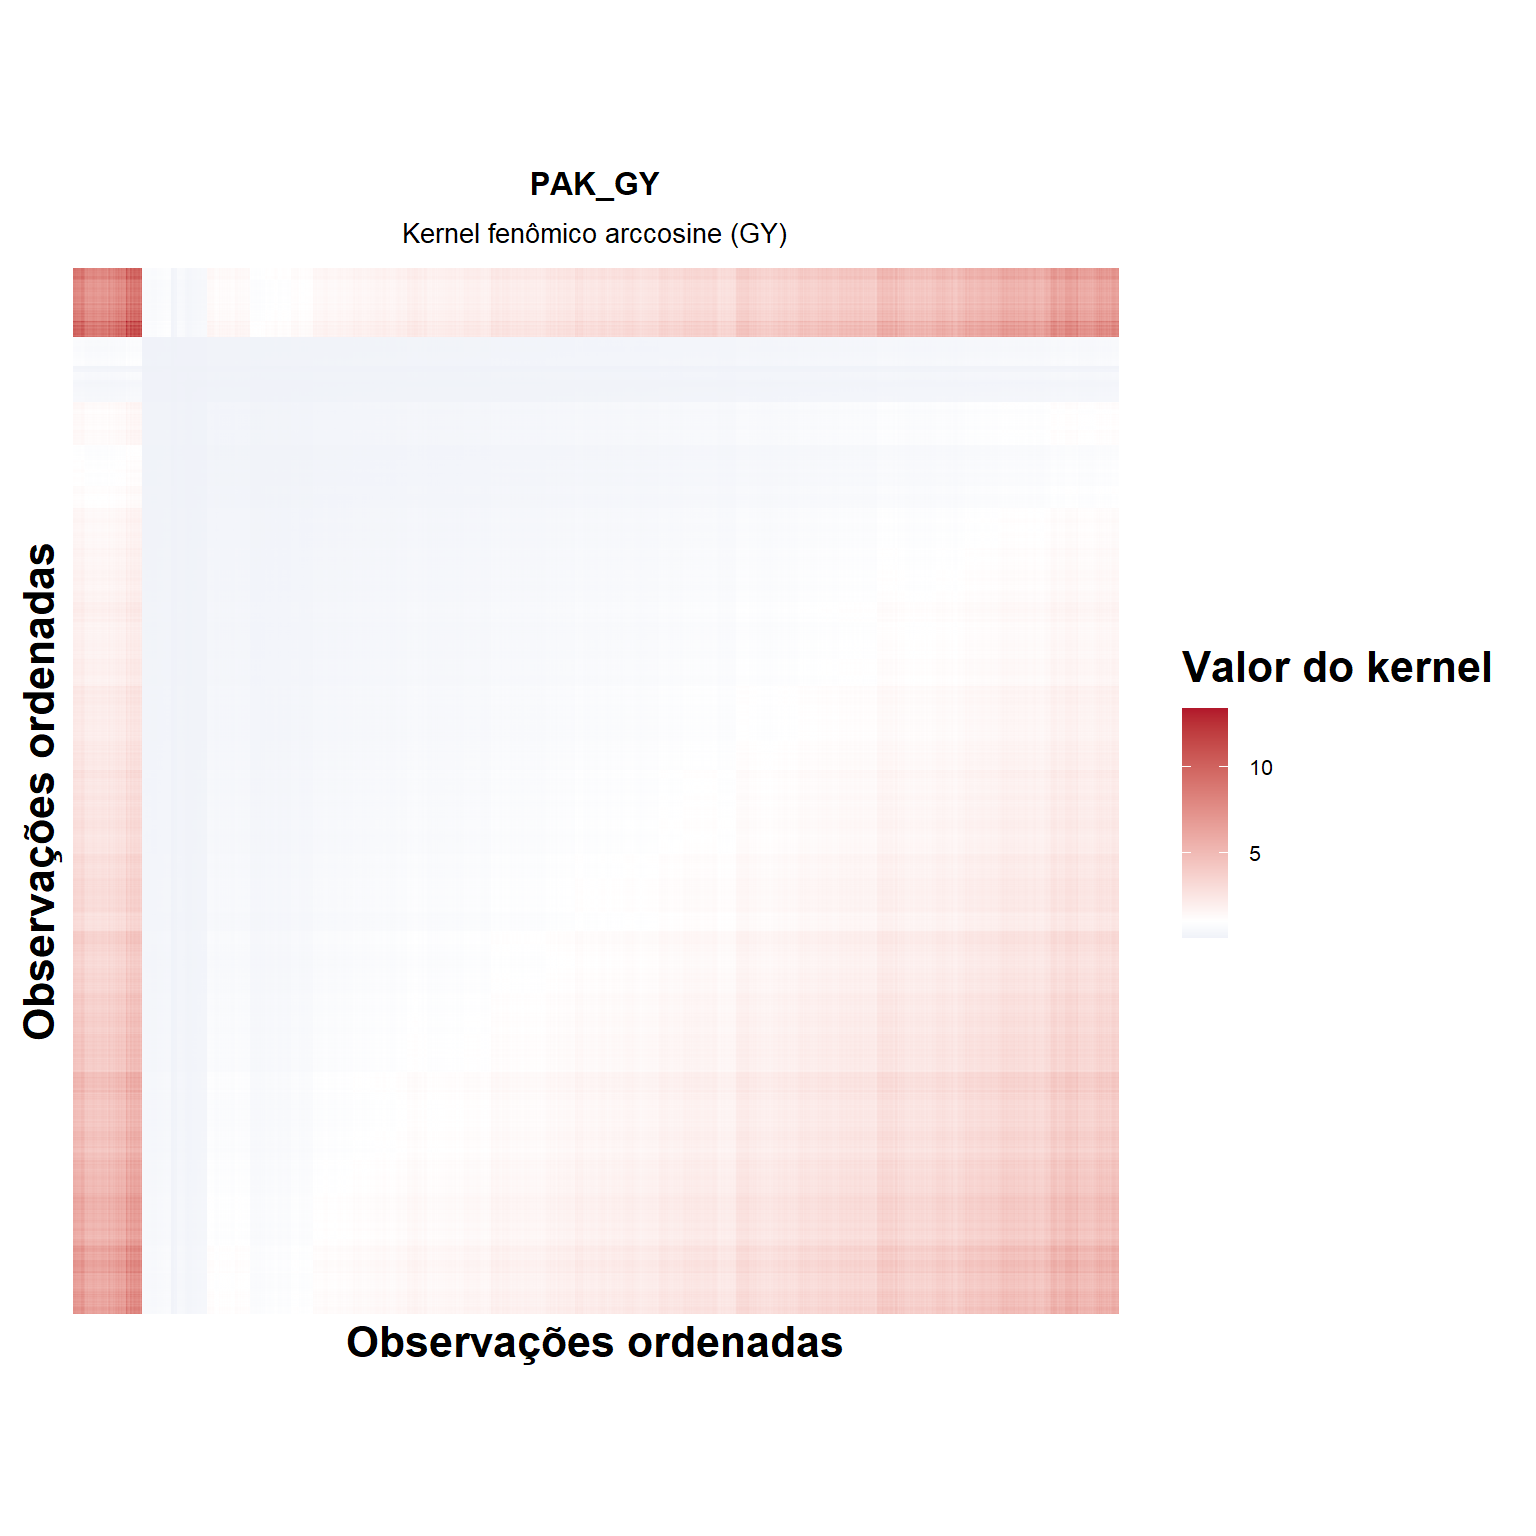 PAK_GY
Kernel fenômico arccosine (GY)
Observações ordenadas
Valor do kernel
10
5
Observações ordenadas